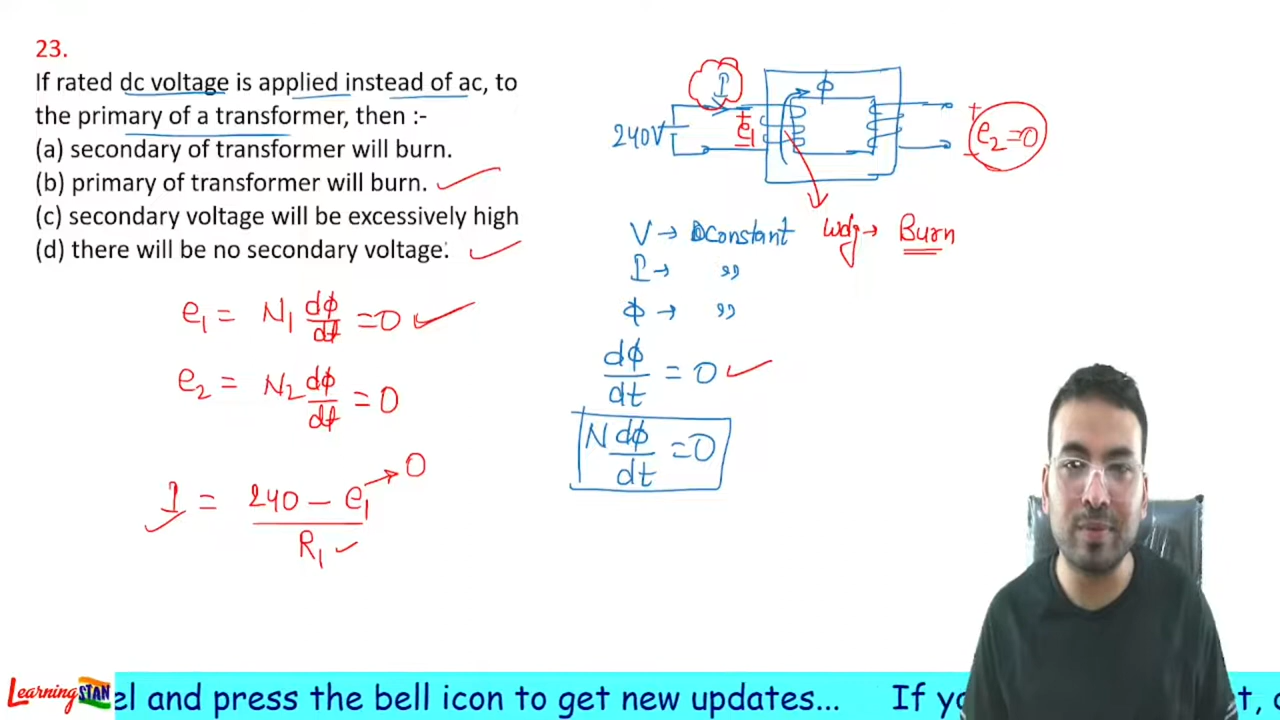 23.
If rated dc voltage is applied instead of ac, to
the primary of a transformer, then :-
(a) secondary of transformer will burn.
(b) primary of transformer will burn.
(c) secondary voltage will be excessively high
(d) there will be no secondary voltage.
e₁ = N₁ dϕ/dt = 0
e₂ = N₂ dϕ/dt = 0
I = (240 − e₁ → 0)/R₁
I ϕ
240V + e₁ − + e₂ = 0 −
V → constant wdg → Burn
I → ,,
ϕ → ,,
dϕ/dt = 0
N dϕ/dt = 0
Learning STAN
el and press the bell icon to get new updates... If yo